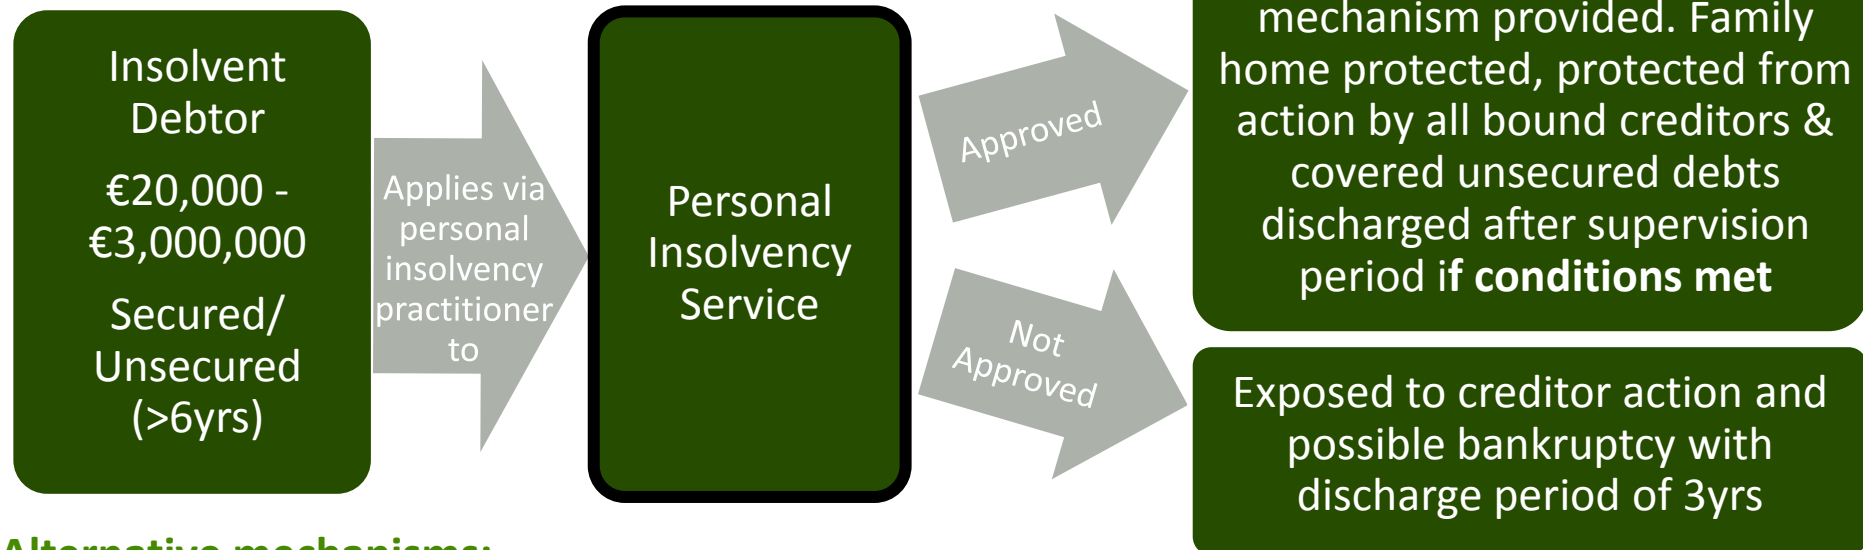 Insolvent
Debtor
€20,000 -
€3,000,000
Secured/
Unsecured
(>6yrs)
Applies via
personal
insolvency
practitioner
to
Personal
Insolvency
Service
Approved
Not
Approved
mechanism provided. Family
home protected, protected from
action by all bound creditors &
covered unsecured debts
discharged after supervision
period if conditions met
Exposed to creditor action and
possible bankruptcy with
discharge period of 3yrs
Alternative mechanisms: